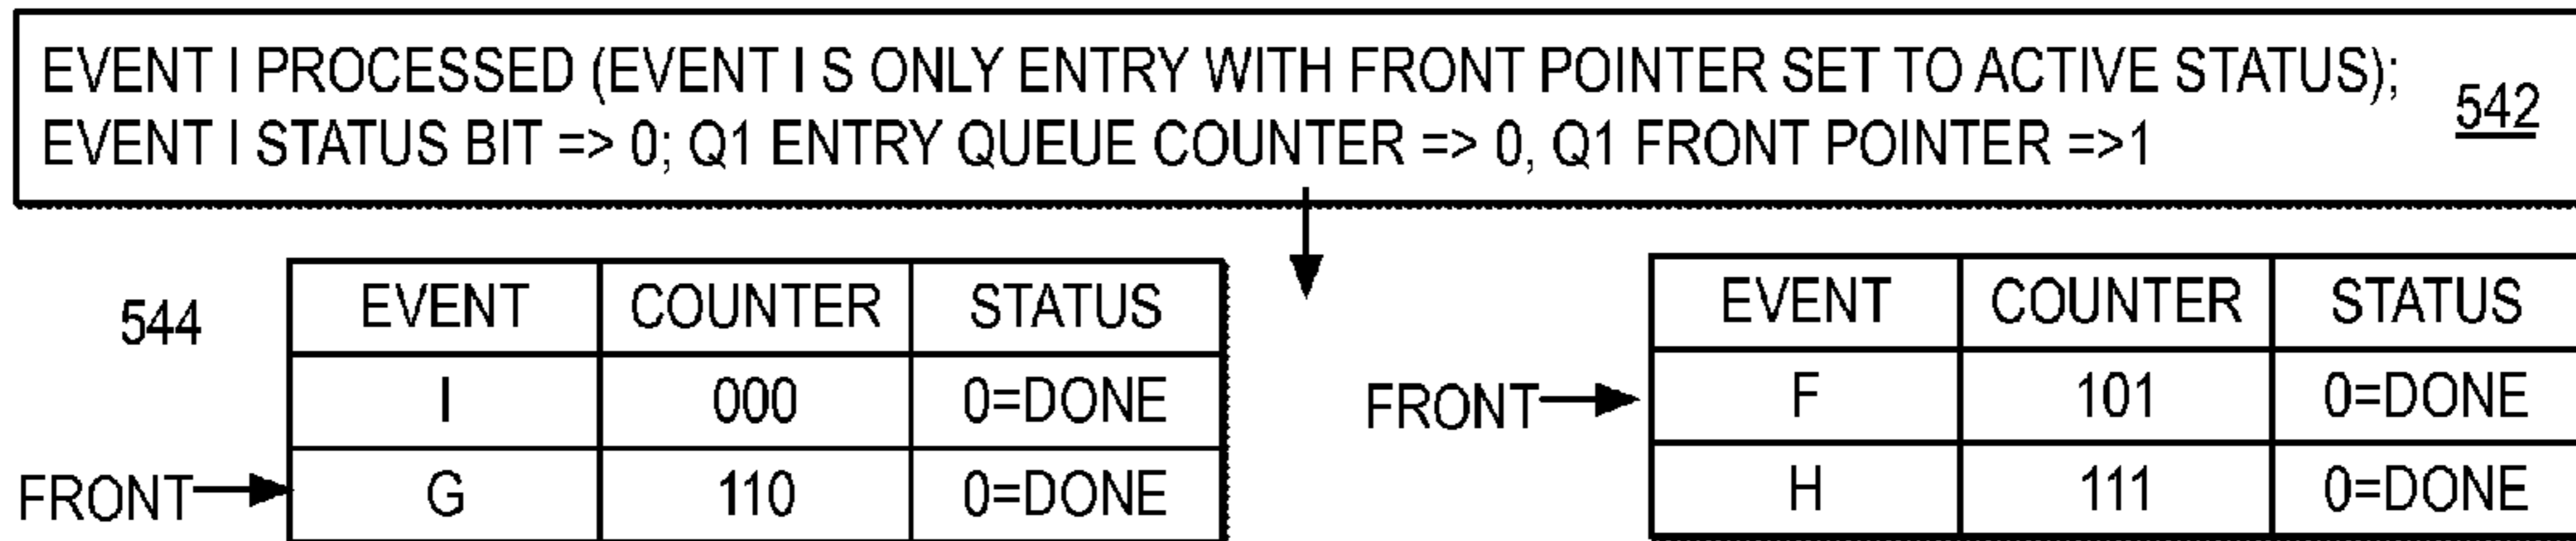 EVENT I PROCESSED (EVENT I S ONLY ENTRY WITH FRONT POINTER SET TO ACTIVE STATUS);
EVENT I STATUS BIT => 0; Q1 ENTRY QUEUE COUNTER => 0, Q1 FRONT POINTER =>1
542
544
EVENT COUNTER STATUS
I 000 0=DONE
FRONT G 110 0=DONE
EVENT COUNTER STATUS
FRONT F 101 0=DONE
H 111 0=DONE